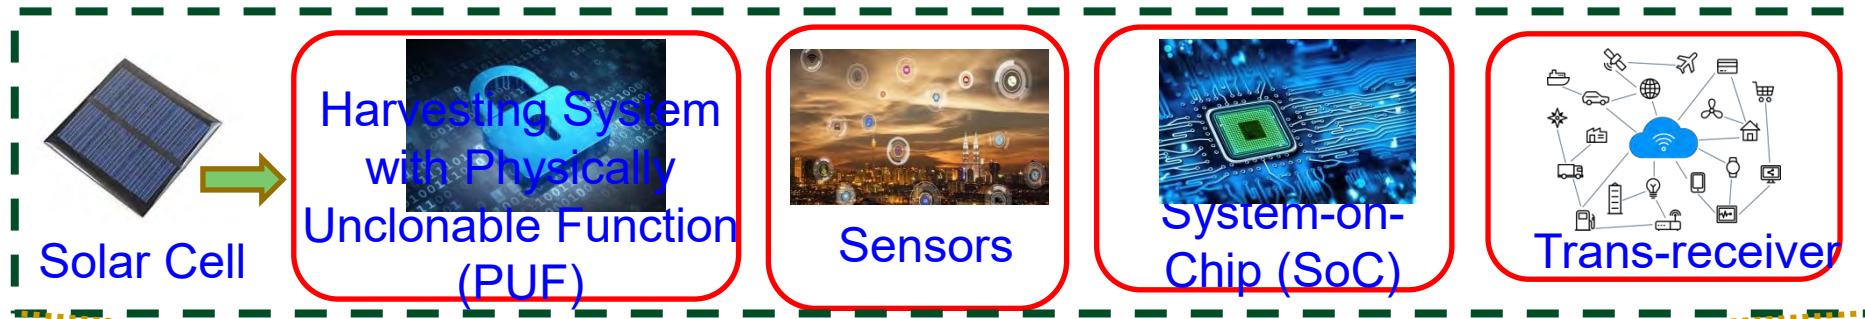 Solar Cell
Harvesting System
with Physically
Unclonable Function
(PUF)
Sensors
System-on-
Chip (SoC)
Trans-receiver